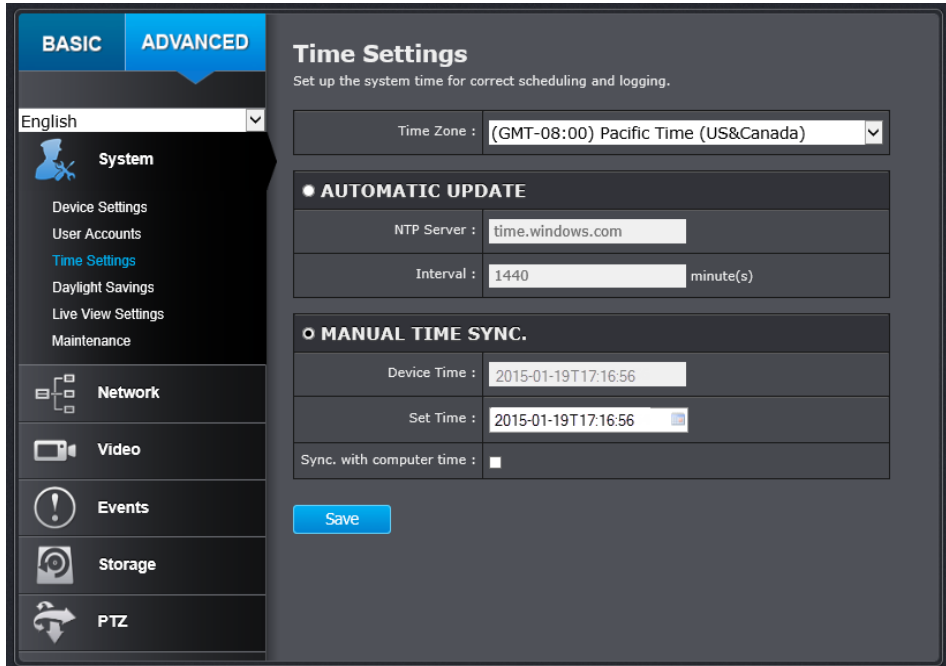 BASIC
ADVANCED
English
System
Device Settings
User Accounts
Time Settings
Daylight Savings
Live View Settings
Maintenance
Network
Video
Events
Storage
PTZ
Time Settings
Set up the system time for correct scheduling and logging.
Time Zone : (GMT-08:00) Pacific Time (US&Canada)
AUTOMATIC UPDATE
NTP Server : time.windows.com
Interval : 1440 minute(s)
MANUAL TIME SYNC.
Device Time : 2015-01-19T17:16:56
Set Time : 2015-01-19T17:16:56
Sync. with computer time :
Save